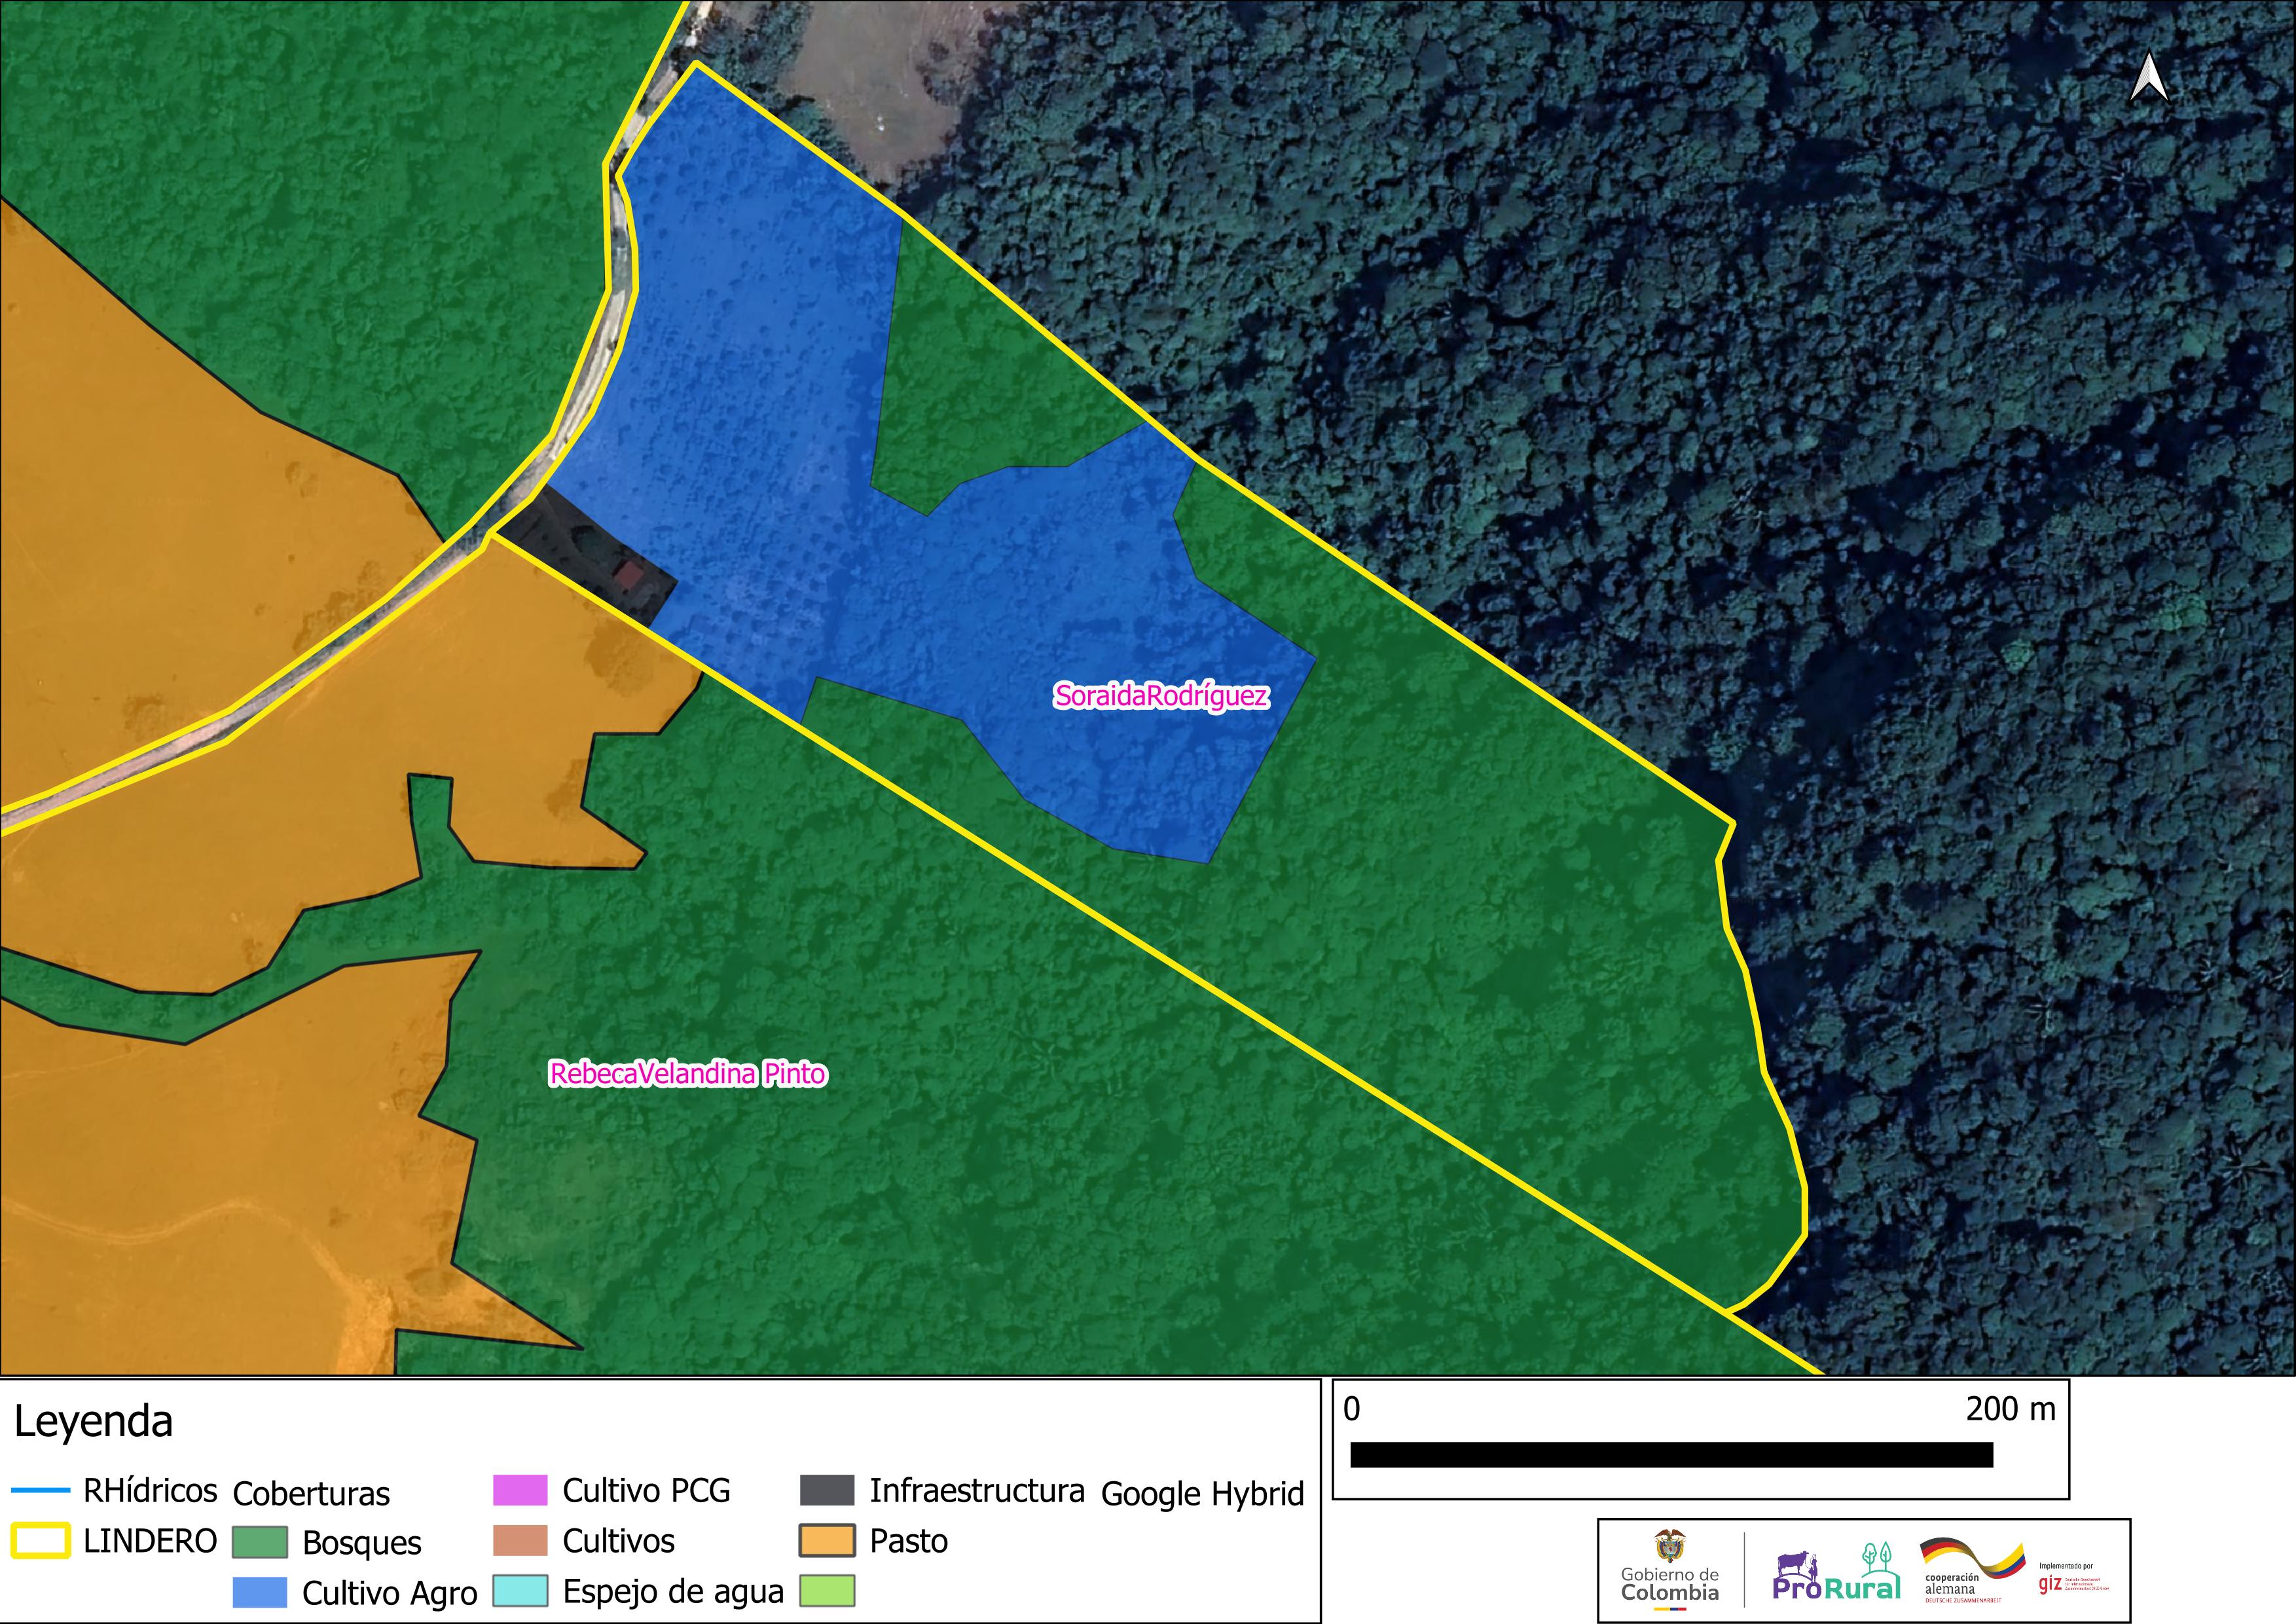 SoraidaRodríguez
RebecaVelandina Pinto
Leyenda
RHídricos
LINDERO
Coberturas
Bosques
Cultivo Agro
Cultivo PCG
Cultivos
Espejo de agua
Infraestructura
Pasto
Google Hybrid
0 200 m
Gobierno de
Colombia
ProRural
cooperación
alemana
DEUTSCHE ZUSAMMENARBEIT
Implementado por
giz